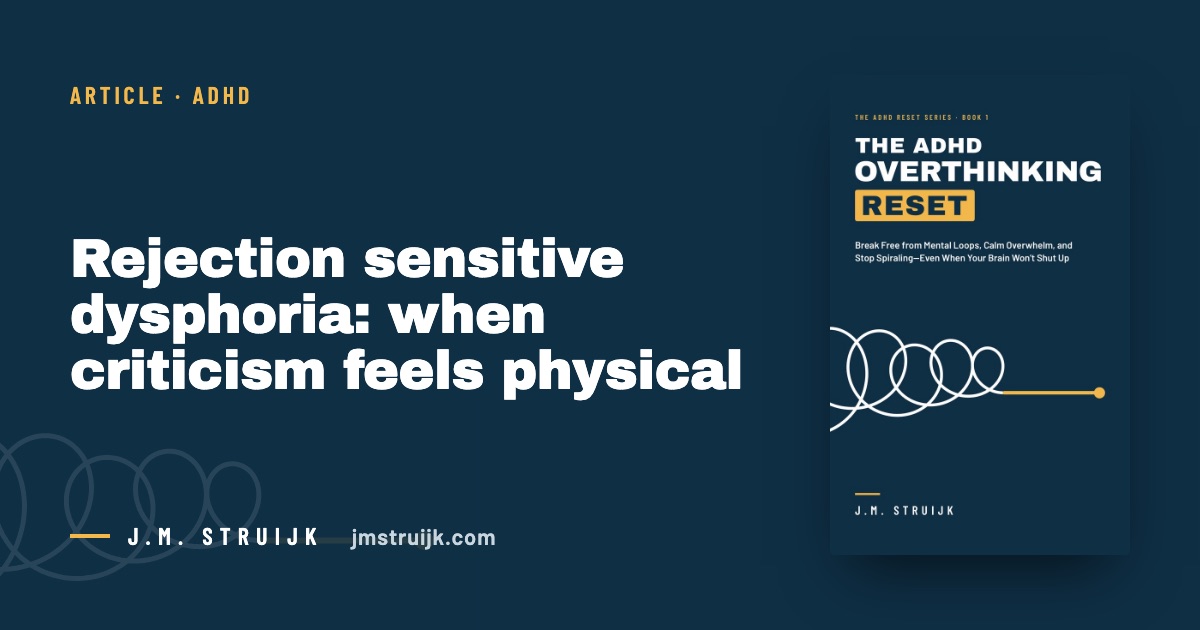 ARTICLE · ADHD
Rejection sensitive
dysphoria: when
criticism feels physical
J.M. STRUIJK jmstruijk.com
THE ADHD RESET SERIES · BOOK 1
THE ADHD
OVERTHINKING
RESET
Break Free from Mental Loops, Calm Overwhelm, and
Stop Spiraling—Even When Your Brain Won't Shut Up
J.M. STRUIJK